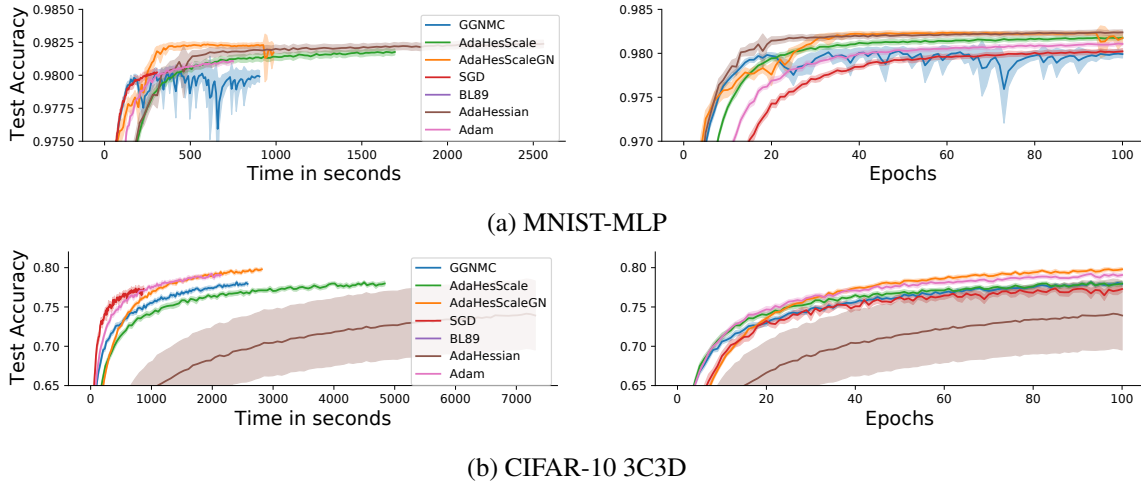 Test Accuracy
0.9825
0.9800
0.9775
0.9750
0 500 1000 1500 2000 2500
Time in seconds
GGNMC
AdaHesScale
AdaHesScaleGN
SGD
BL89
AdaHessian
Adam
0.985
0.980
0.975
0.970
0 20 40 60 80 100
Epochs
(a) MNIST-MLP
Test Accuracy
0.80
0.75
0.70
0.65
0 1000 2000 3000 4000 5000 6000 7000
Time in seconds
GGNMC
AdaHesScale
AdaHesScaleGN
SGD
BL89
AdaHessian
Adam
0.80
0.75
0.70
0.65
0 20 40 60 80 100
Epochs
(b) CIFAR-10 3C3D